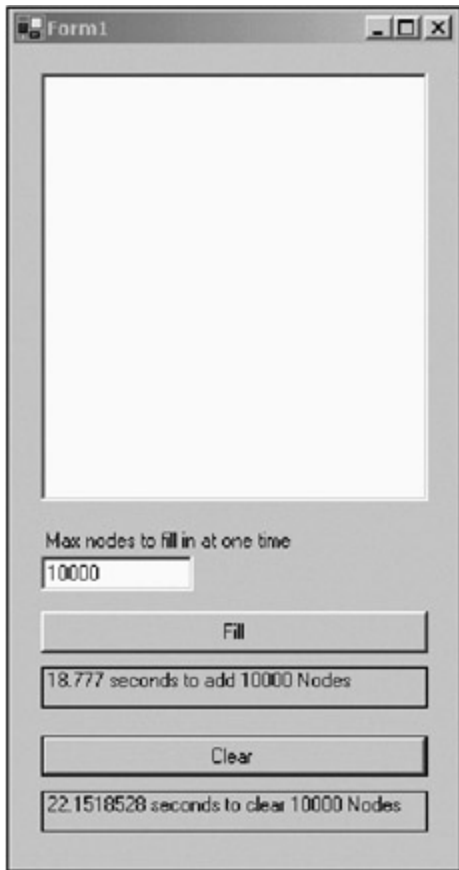 Form1
Max nodes to fill in at one time
10000
Fill
18.777 seconds to add 10000 Nodes
Clear
22.1518528 seconds to clear 10000 Nodes